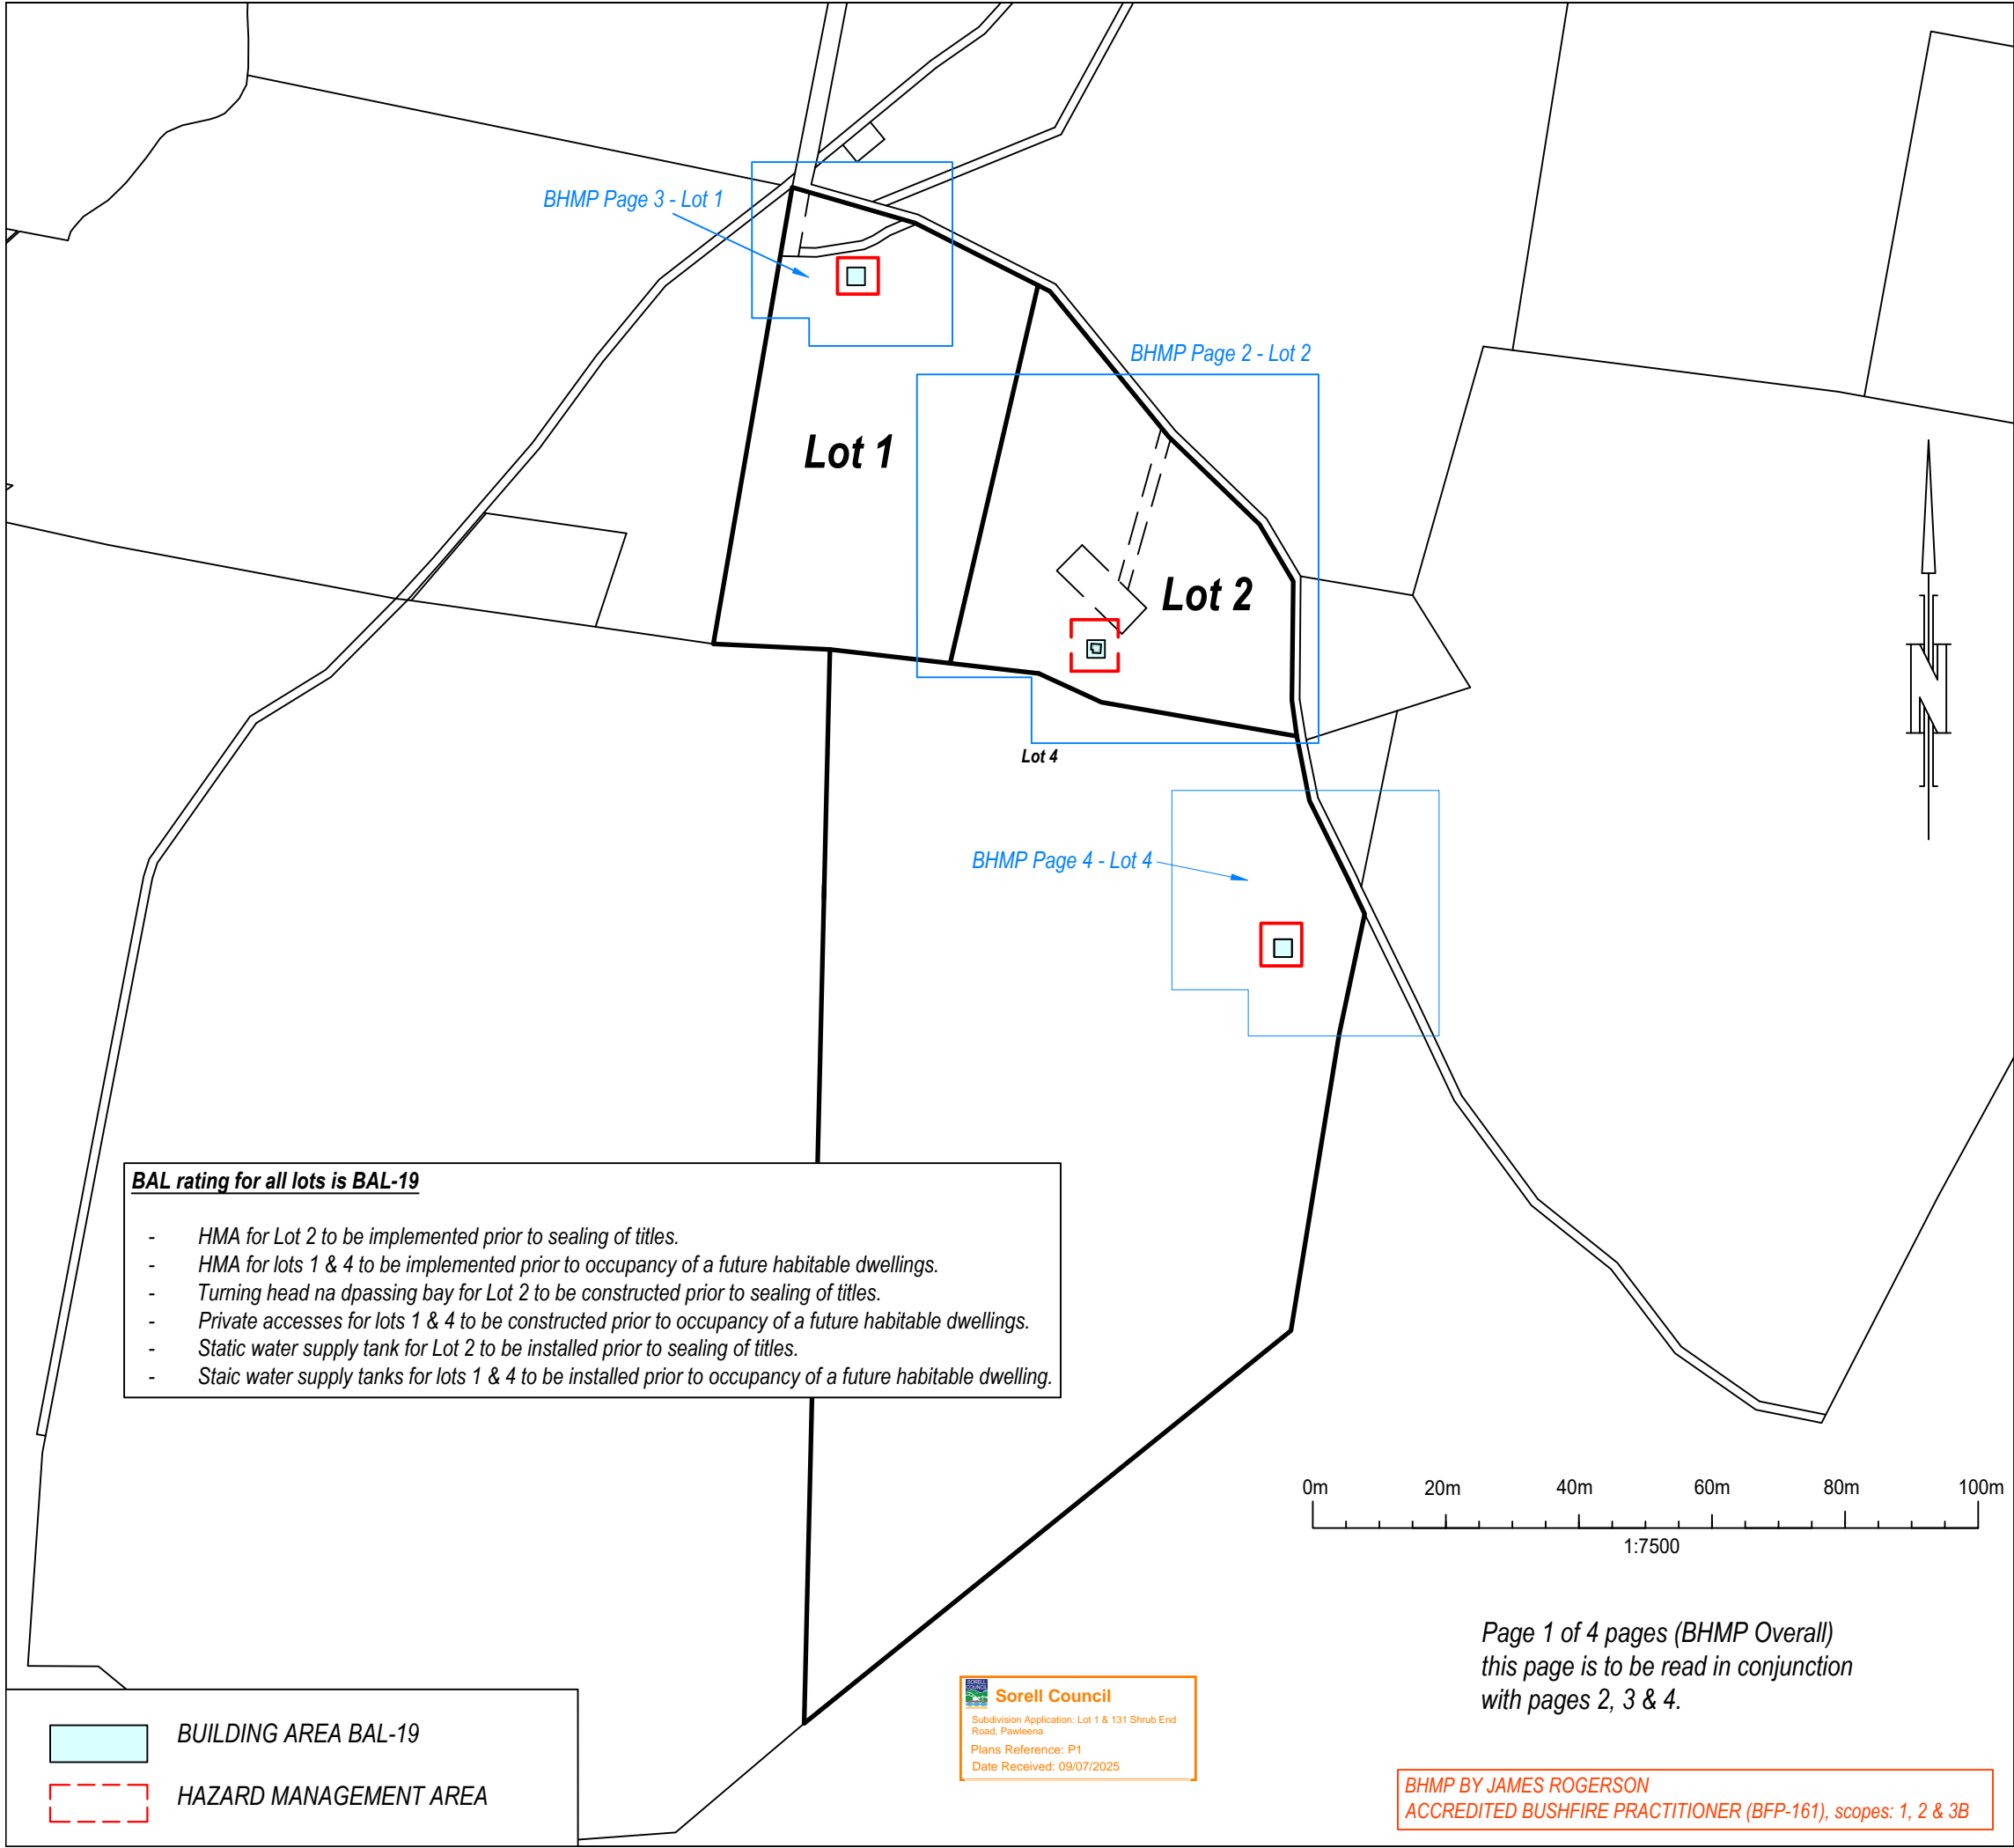 BHMP Page 3 - Lot 1
BHMP Page 2 - Lot 2
Lot 1
Lot 2
Lot 4
BHMP Page 4 - Lot 4
N
BAL rating for all lots is BAL-19
- HMA for Lot 2 to be implemented prior to sealing of titles.
- HMA for lots 1 & 4 to be implemented prior to occupancy of a future habitable dwellings.
- Turning head na dpassing bay for Lot 2 to be constructed prior to sealing of titles.
- Private accesses for lots 1 & 4 to be constructed prior to occupancy of a future habitable dwellings.
- Static water supply tank for Lot 2 to be installed prior to sealing of titles.
- Staic water supply tanks for lots 1 & 4 to be installed prior to occupancy of a future habitable dwelling.
0m 20m 40m 60m 80m 100m
1:7500
Page 1 of 4 pages (BHMP Overall)
this page is to be read in conjunction
with pages 2, 3 & 4.
SORELL
COUNCIL
Sorell Council
Subdivision Application: Lot 1 & 131 Shrub End
Road, Pawleena
Plans Reference: P1
Date Received: 09/07/2025
BUILDING AREA BAL-19
HAZARD MANAGEMENT AREA
BHMP BY JAMES ROGERSON
ACCREDITED BUSHFIRE PRACTITIONER (BFP-161), scopes: 1, 2 & 3B